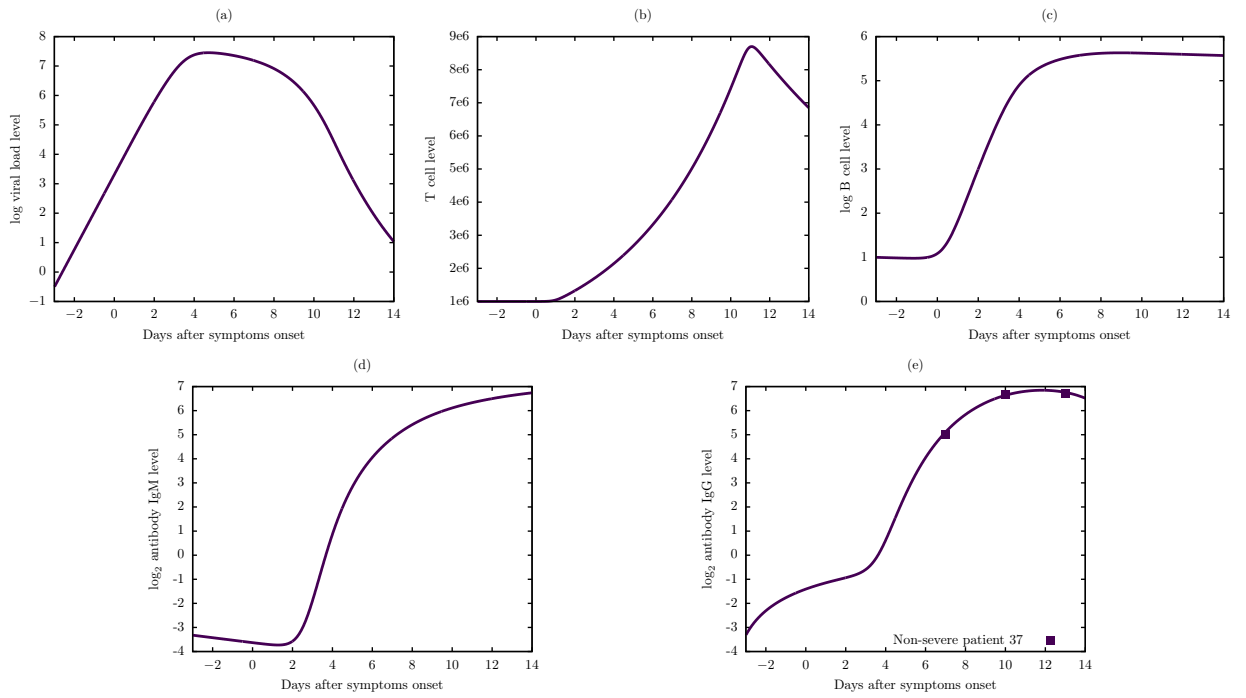 (a)
log viral load level
8
7
6
5
4
3
2
1
0
−1
−2 0 2 4 6 8 10 12 14
Days after symptoms onset
(b)
T cell level
9e6
8e6
7e6
6e6
5e6
4e6
3e6
2e6
1e6
−2 0 2 4 6 8 10 12 14
Days after symptoms onset
(c)
log B cell level
6
5
4
3
2
1
0
−2 0 2 4 6 8 10 12 14
Days after symptoms onset
(d)
log₂ antibody IgM level
7
6
5
4
3
2
1
0
-1
-2
-3
-4
−2 0 2 4 6 8 10 12 14
Days after symptoms onset
(e)
log₂ antibody IgG level
7
6
5
4
3
2
1
0
-1
-2
-3
-4
Non-severe patient 37
−2 0 2 4 6 8 10 12 14
Days after symptoms onset